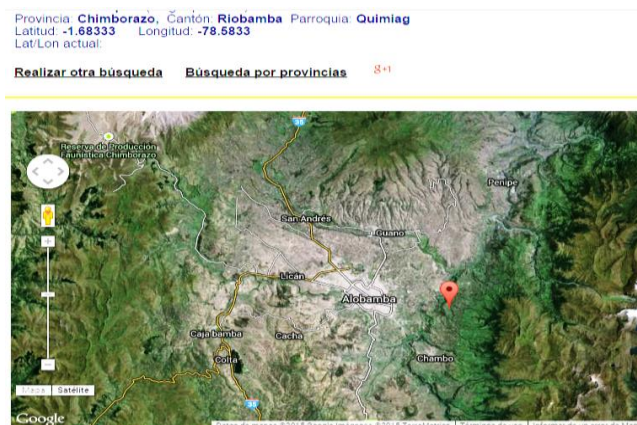 Provincia: Chimborazo, Cantón: Riobamba Parroquia: Quimiag
Latitud: -1.68333 Longitud: -78.5833
Lat/Lon actual:
Realizar otra búsqueda Búsqueda por provincias g+1
35
Reserva de Producción
Faunística Chimborazo
Penipe
San Andrés
Guano
Licán
Alobamba
Cajabamba
Cacha
Colta
Chambo
Mapa Satélite
35
Google